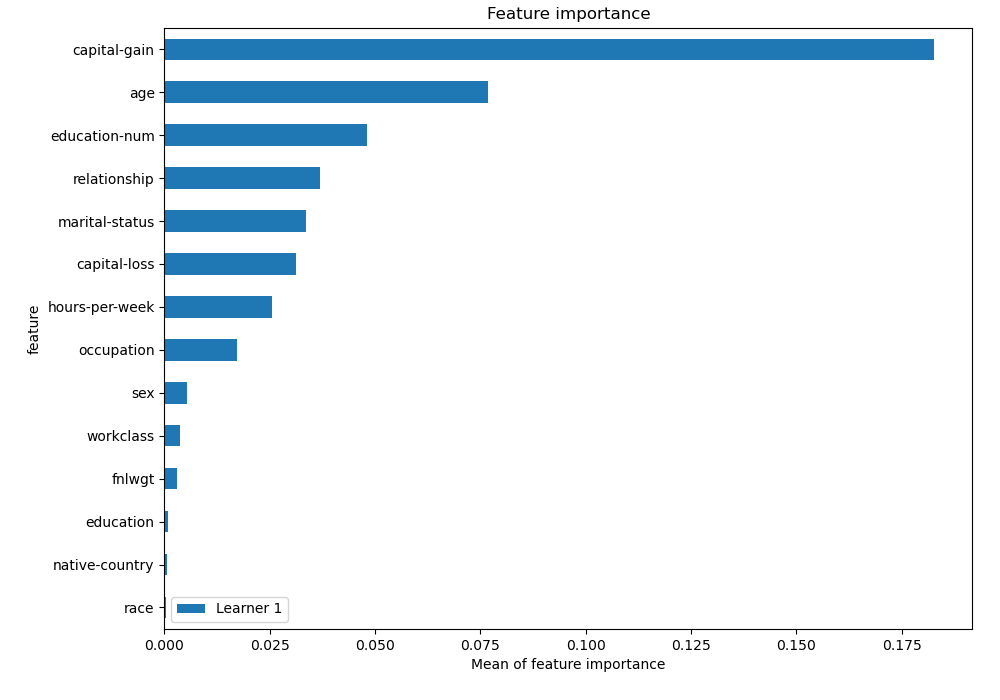 Feature importance
capital-gain
age
education-num
relationship
marital-status
capital-loss
hours-per-week
occupation
sex
workclass
fnlwgt
education
native-country
race
feature
Learner 1
0.000 0.025 0.050 0.075 0.100 0.125 0.150 0.175
Mean of feature importance